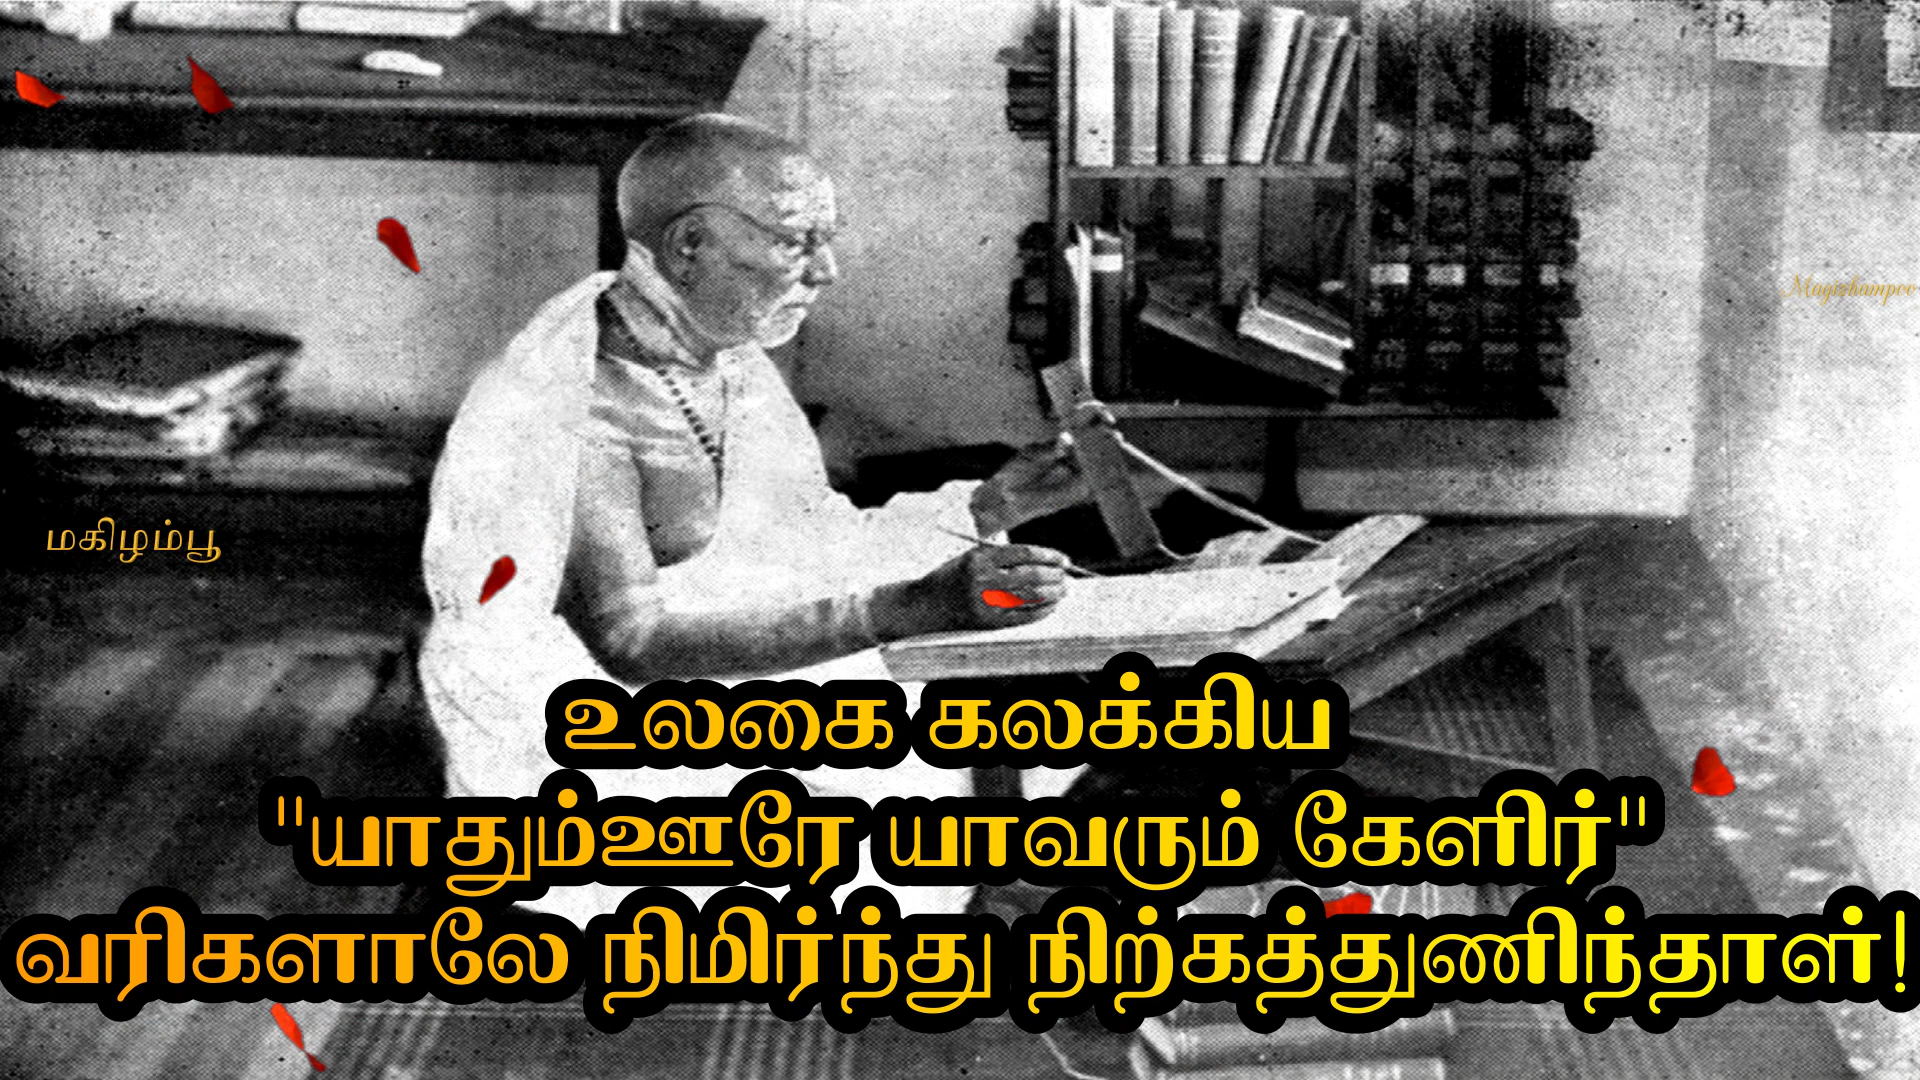 Magizhampoo
மகிழம்பூ
உலகை கலக்கிய
"யாதும்ஊரே யாவரும் கேளிர்"
வரிகளாலே நிமிர்ந்து நிற்கத்துணிந்தாள்!